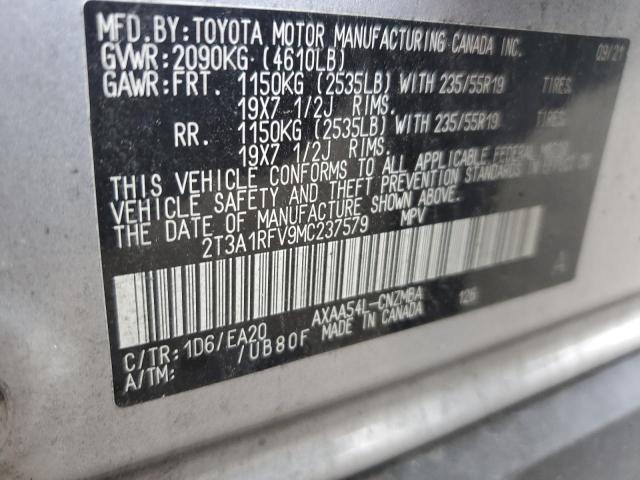 MFD.BY:TOYOTA MOTOR MANUFACTURING CANADA INC. 09/21
GVWR:2090KG (4610LB)
GAWR:FRT. 1150KG (2535LB) WITH 235/55R19 TIRES.
19X7 1/2J RIMS.
RR. 1150KG (2535LB) WITH 235/55R19 TIRES.
19X7 1/2J RIMS.
THIS VEHICLE CONFORMS TO ALL APPLICABLE FEDERAL MOTOR
VEHICLE SAFETY AND THEFT PREVENTION STANDARDS IN EFFECT ON
THE DATE OF MANUFACTURE SHOWN ABOVE.
2T3A1RFV9MC237579 MPV
A
C/TR:1D6/EA20 AXAA54L-CNZMBA 126
A/TM: /UB80F MADE IN CANADA